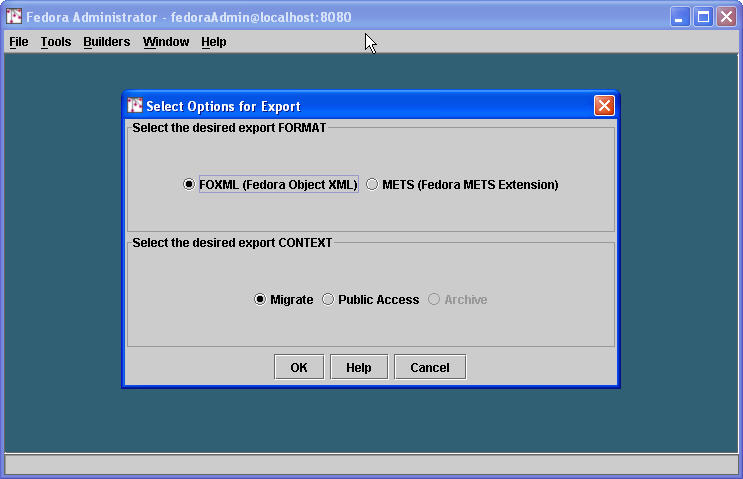 Fedora Administrator - fedoraAdmin@localhost:8080
File Tools Builders Window Help
Select Options for Export
Select the desired export FORMAT
FOXML (Fedora Object XML) METS (Fedora METS Extension)
Select the desired export CONTEXT
Migrate Public Access Archive
OK Help Cancel